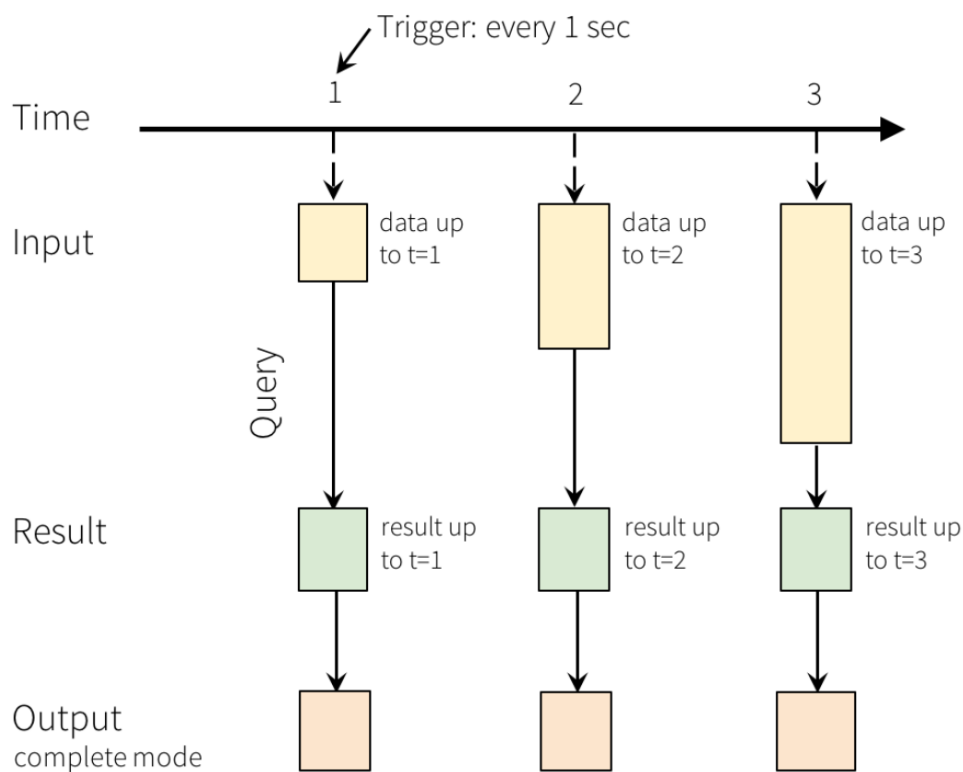 Trigger: every 1 sec
1
2
3
Time
Input
data up
to t=1
data up
to t=2
data up
to t=3
Query
Result
result up
to t=1
result up
to t=2
result up
to t=3
Output
complete mode